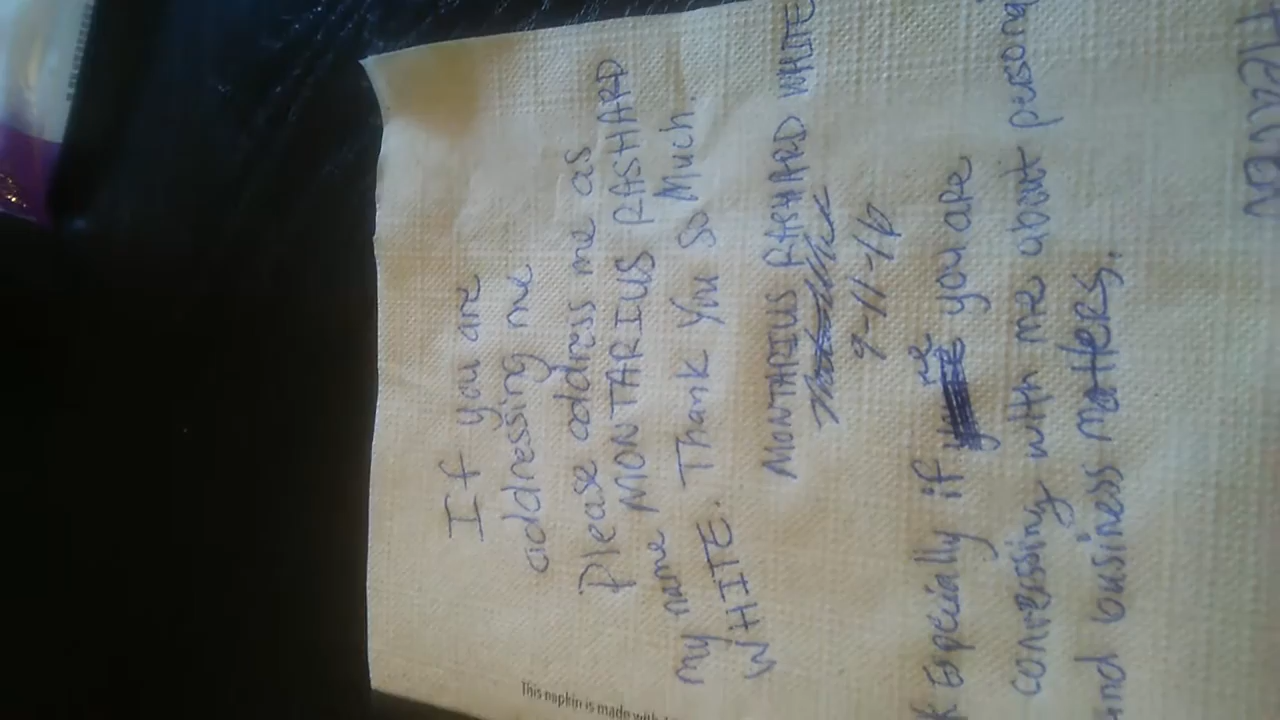 If you are
addressing me
Please address me as
my name MONTARIUS RASHARD
WHITE. Thank You So Much.
MONTARIUS RASHARD WHITE
9-11-16
Especially if you are
conversing with me about
and business matters.
This napkin is made with